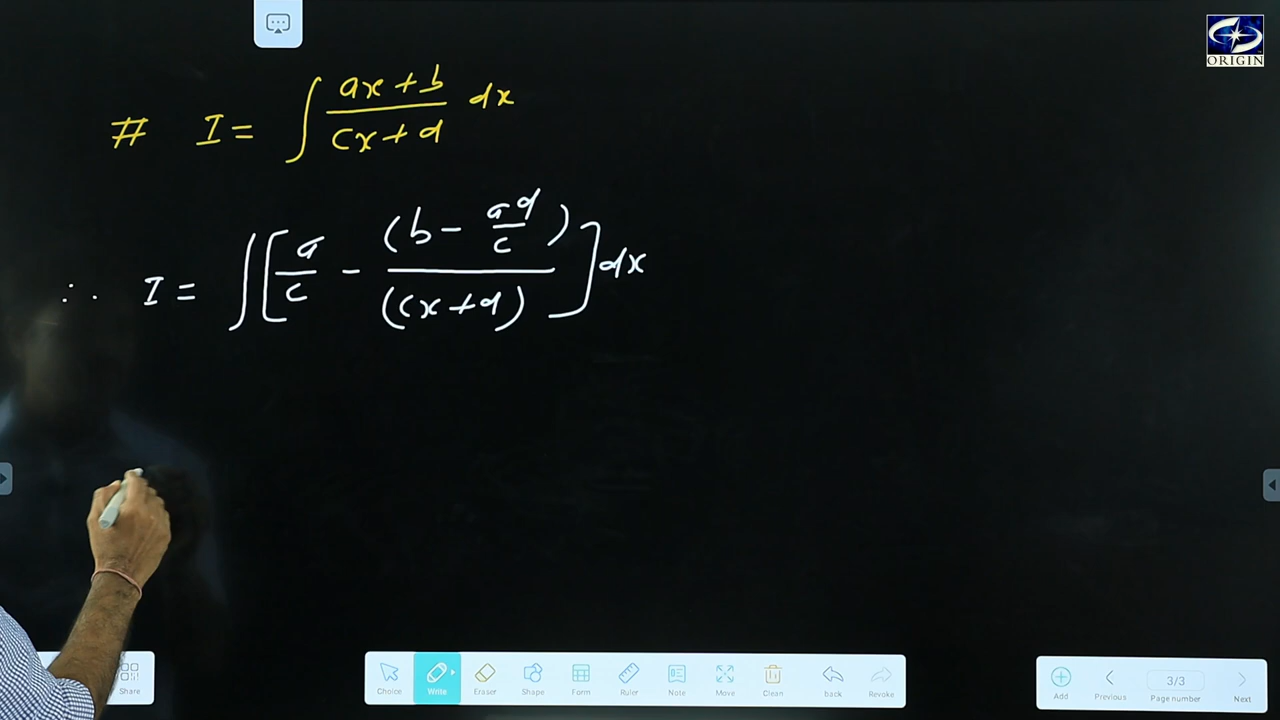 ORIGIN
# I = ∫ (ax + b)/(cx + d) dx
∴ I = ∫ [a/c - (b - ad/c)/(cx + d)] dx
Share
Choice Write Eraser Shape Form Ruler Note Move Clean back Revoke
Add Previous 3/3 Page number Next